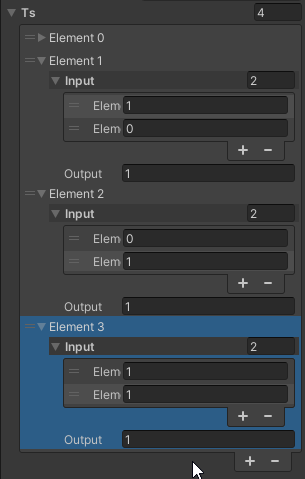 Ts 4
Element 0
Element 1
Input 2
Elem 1
Elem 0
+ −
Output 1
Element 2
Input 2
Elem 0
Elem 1
+ −
Output 1
Element 3
Input 2
Elem 1
Elem 1
+ −
Output 1
+ −